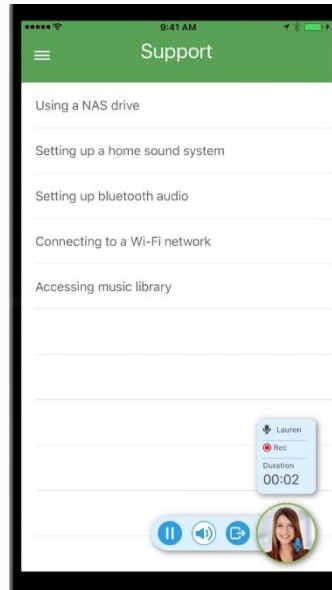 9:41 AM
Support
Using a NAS drive
Setting up a home sound system
Setting up bluetooth audio
Connecting to a Wi-Fi network
Accessing music library
Lauren
Rec
Duration
00:02